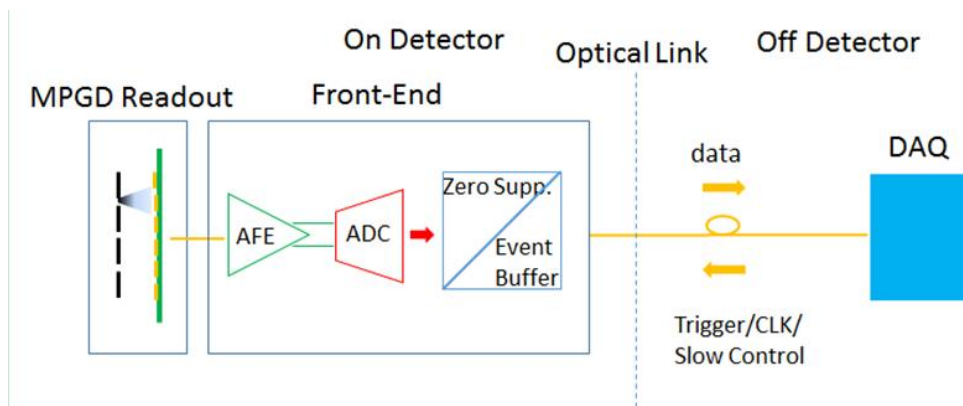 On Detector
Optical Link
Off Detector
MPGD Readout
Front-End
data
DAQ
AFE
ADC
Zero Supp.
Event
Buffer
Trigger/CLK/
Slow Control